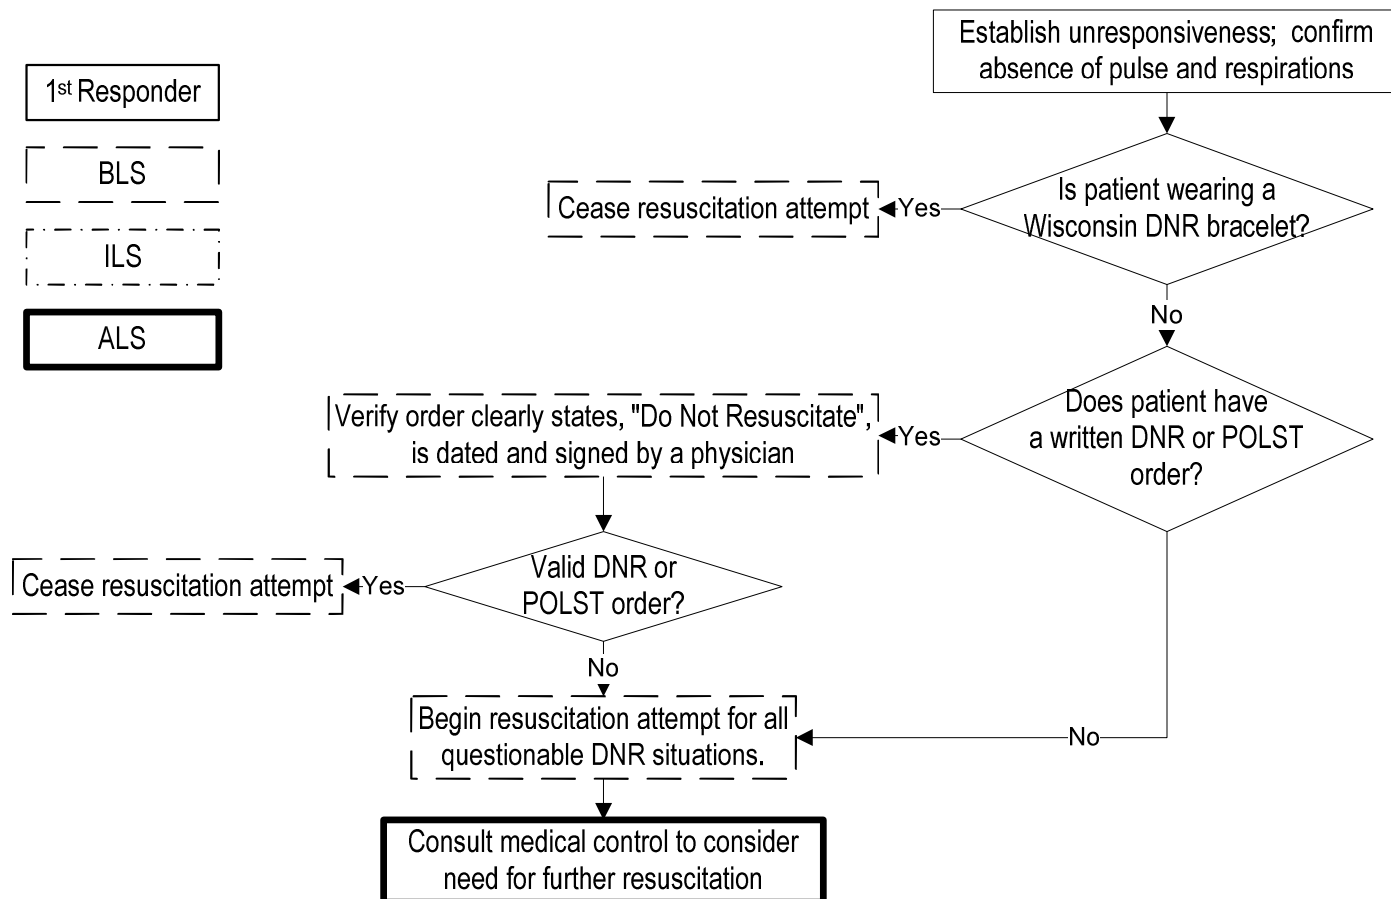 Establish unresponsiveness; confirm
absence of pulse and respirations
1st Responder
BLS
ILS
ALS
Is patient wearing a
Wisconsin DNR bracelet?
Yes
Cease resuscitation attempt
No
Does patient have
a written DNR or POLST
order?
Yes
Verify order clearly states, "Do Not Resuscitate",
is dated and signed by a physician
Valid DNR or
POLST order?
Yes
Cease resuscitation attempt
No
No
Begin resuscitation attempt for all
questionable DNR situations.
Consult medical control to consider
need for further resuscitation